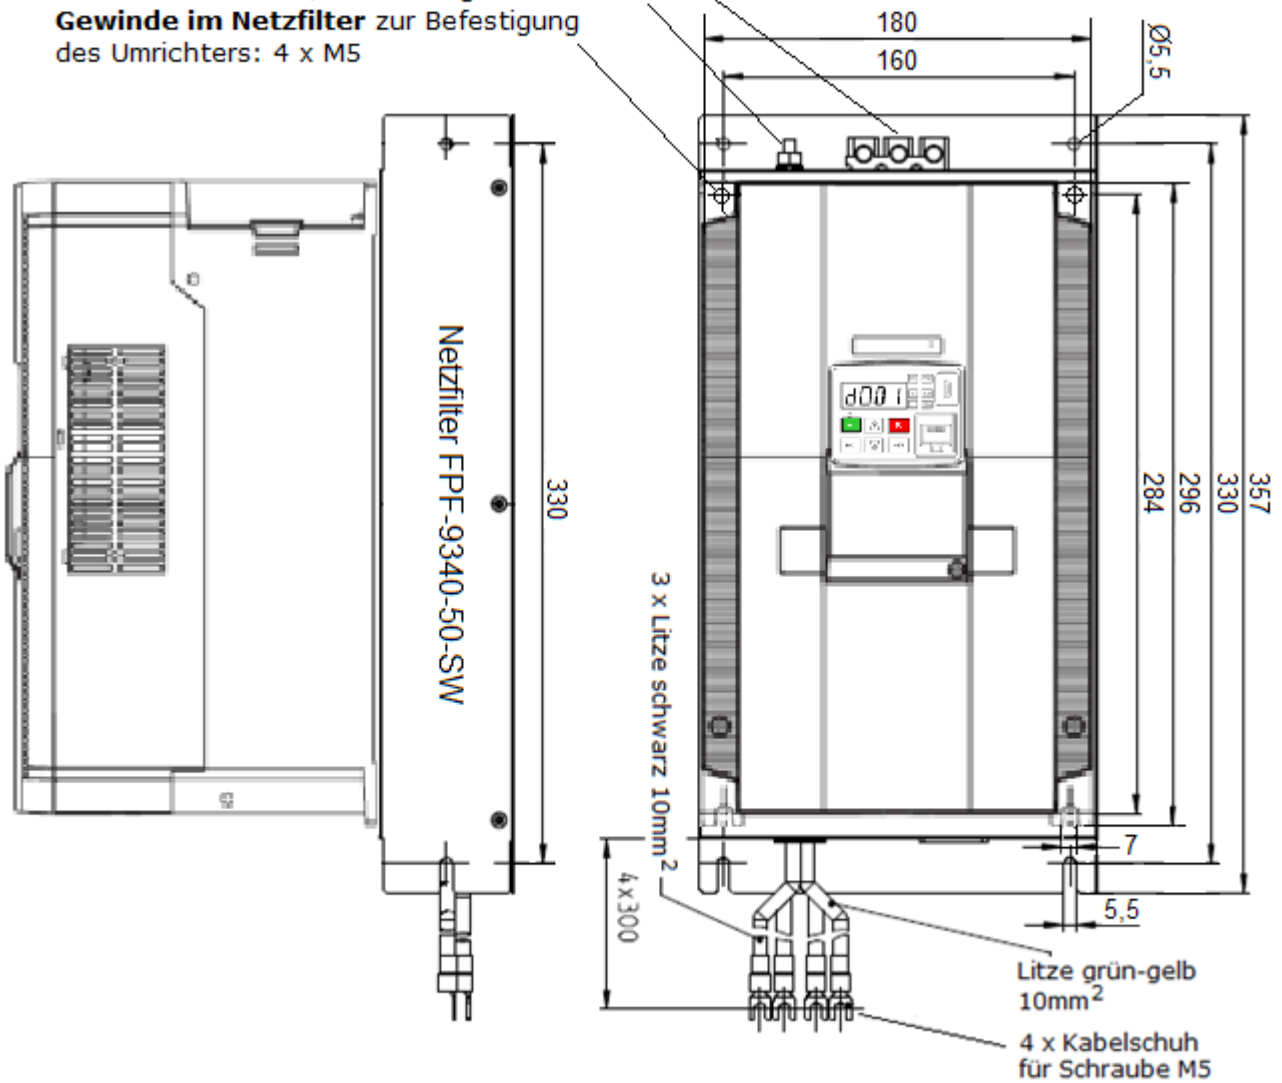 Gewinde im Netzfilter zur Befestigung
des Umrichters: 4 x M5
180
160
Ø5,5
Netzfilter FPF-9340-50-SW
330
d001
284
296
330
357
3 x Litze schwarz 10mm²
4x300
7
5,5
Litze grün-gelb
10mm²
4 x Kabelschuh
für Schraube M5